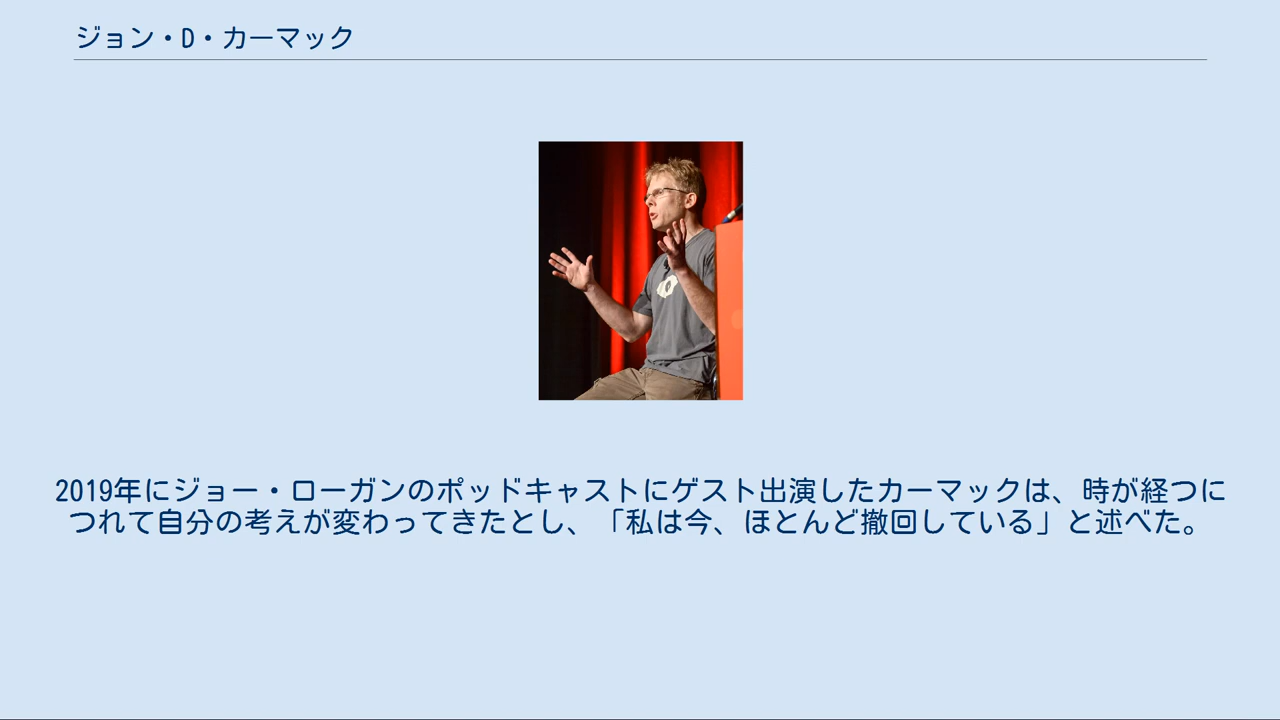 ジョン・D・カーマック
2019年にジョー・ローガンのポッドキャストにゲスト出演したカーマックは、時が経つに
つれて自分の考えが変わってきたとし、「私は今、ほとんど撤回している」と述べた。